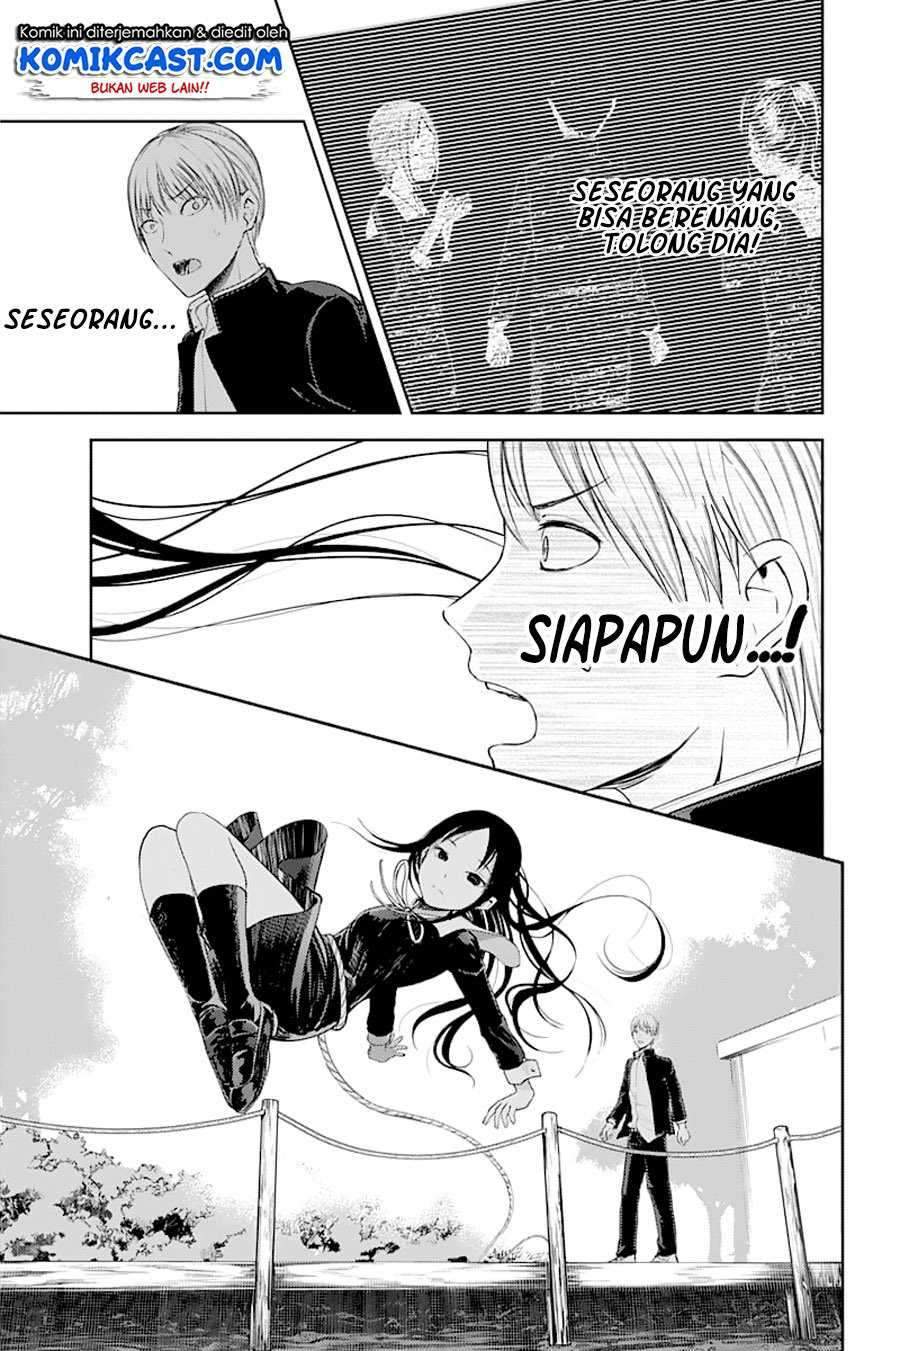 Komik ini diterjemahkan & diedit oleh
KOMIKCAST.COM
BUKAN WEB LAIN!!
SESEORANG YANG
BISA BERENANG,
TOLONG DIA!
SESEORANG...
SIAPAPUN....!